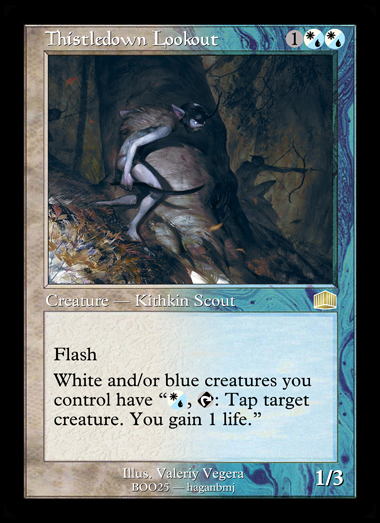 Thistledown Lookout 1
Creature — Kithkin Scout
Flash
White and/or blue creatures you
control have “ , : Tap target
creature. You gain 1 life.”
Illus. Valeriy Vegera
BOO25 — haganbmj
1/3